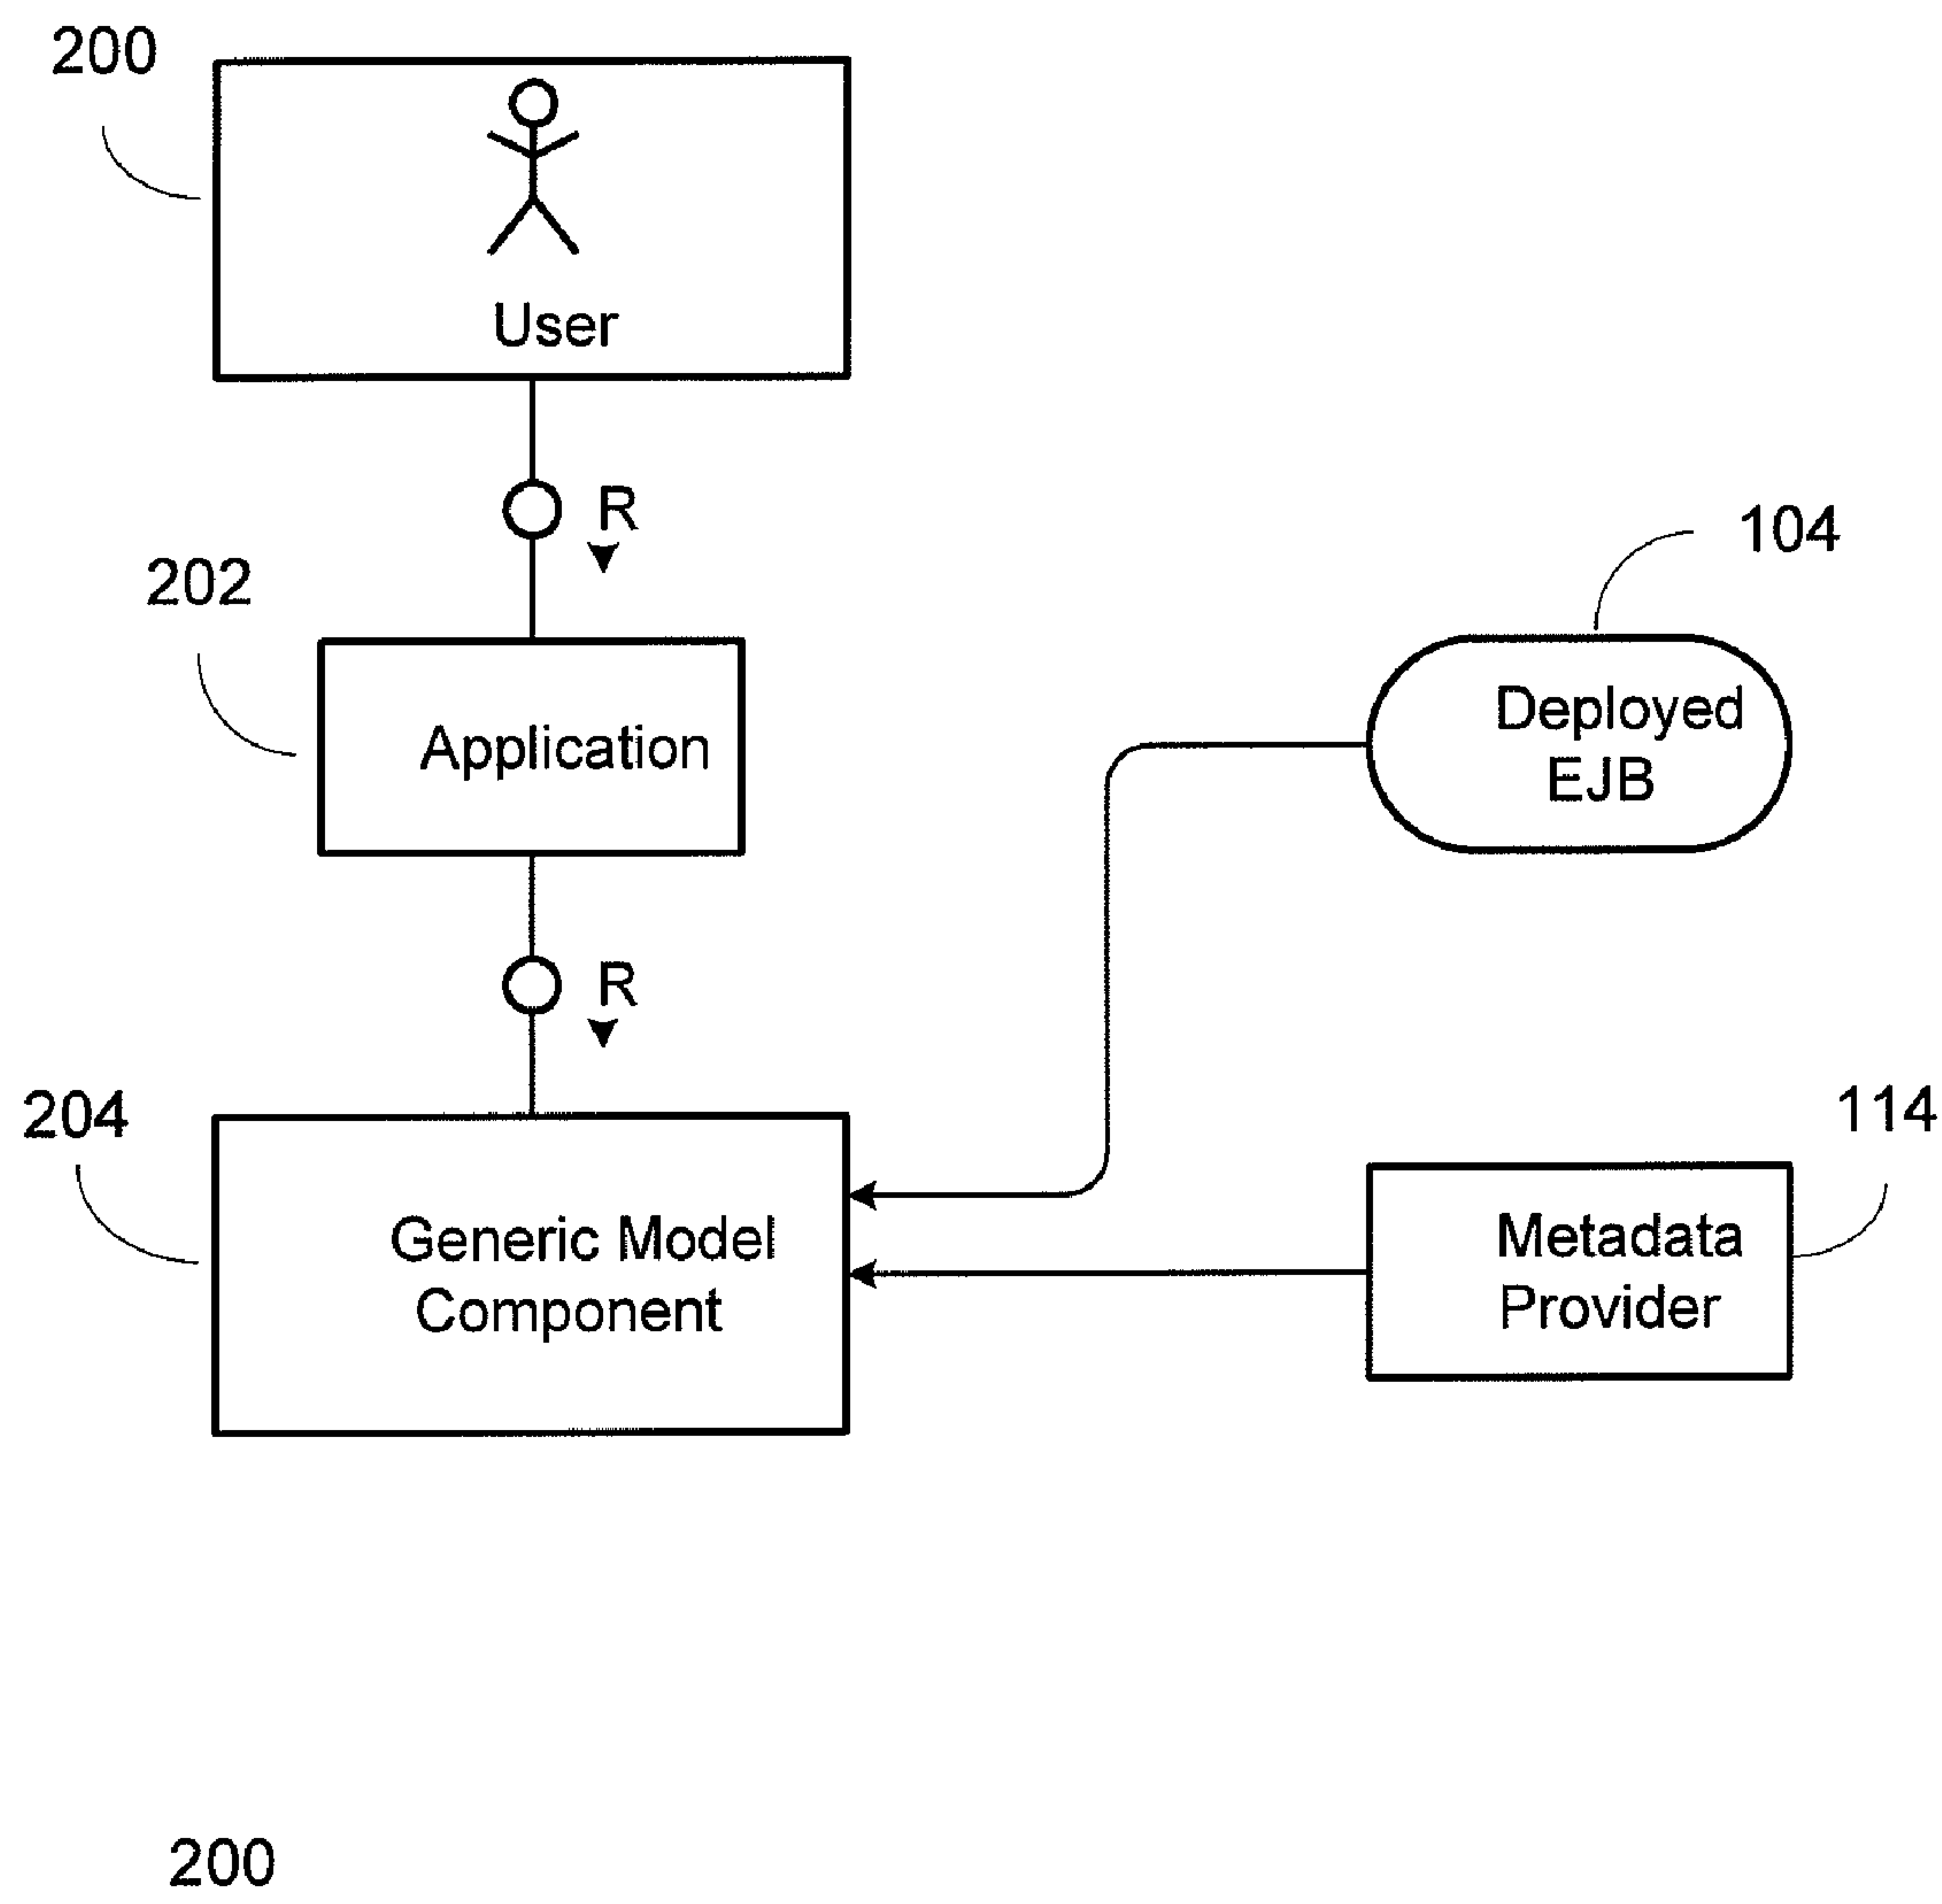 200
User
R
202
Application
104
Deployed
EJB
R
204
Generic Model
Component
114
Metadata
Provider
200